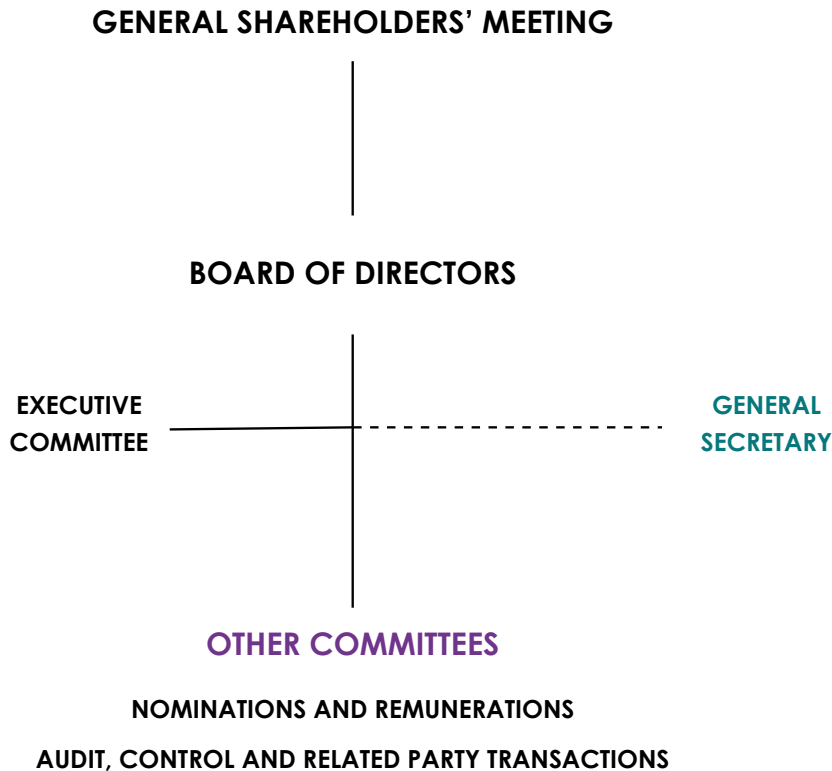 GENERAL SHAREHOLDERS’ MEETING
BOARD OF DIRECTORS
EXECUTIVE
COMMITTEE
GENERAL
SECRETARY
OTHER COMMITTEES
NOMINATIONS AND REMUNERATIONS
AUDIT, CONTROL AND RELATED PARTY TRANSACTIONS